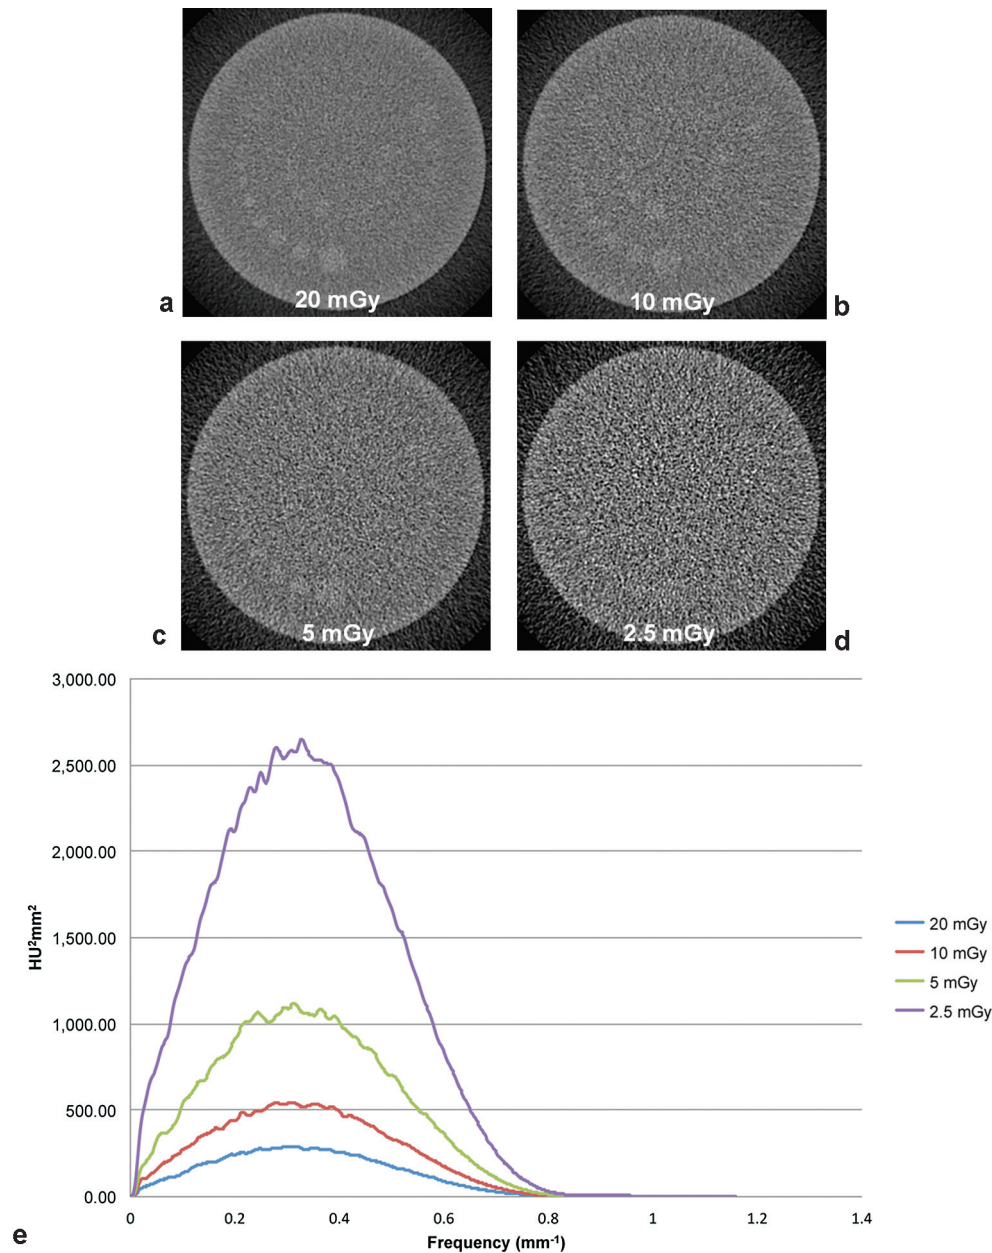 20 mGy
a
10 mGy
b
5 mGy
c
2.5 mGy
d
3,000.00
2,500.00
2,000.00
1,500.00
1,000.00
500.00
0.00
HU²mm²
0 0.2 0.4 0.6 0.8 1 1.2 1.4
Frequency (mm⁻¹)
20 mGy
10 mGy
5 mGy
2.5 mGy
e